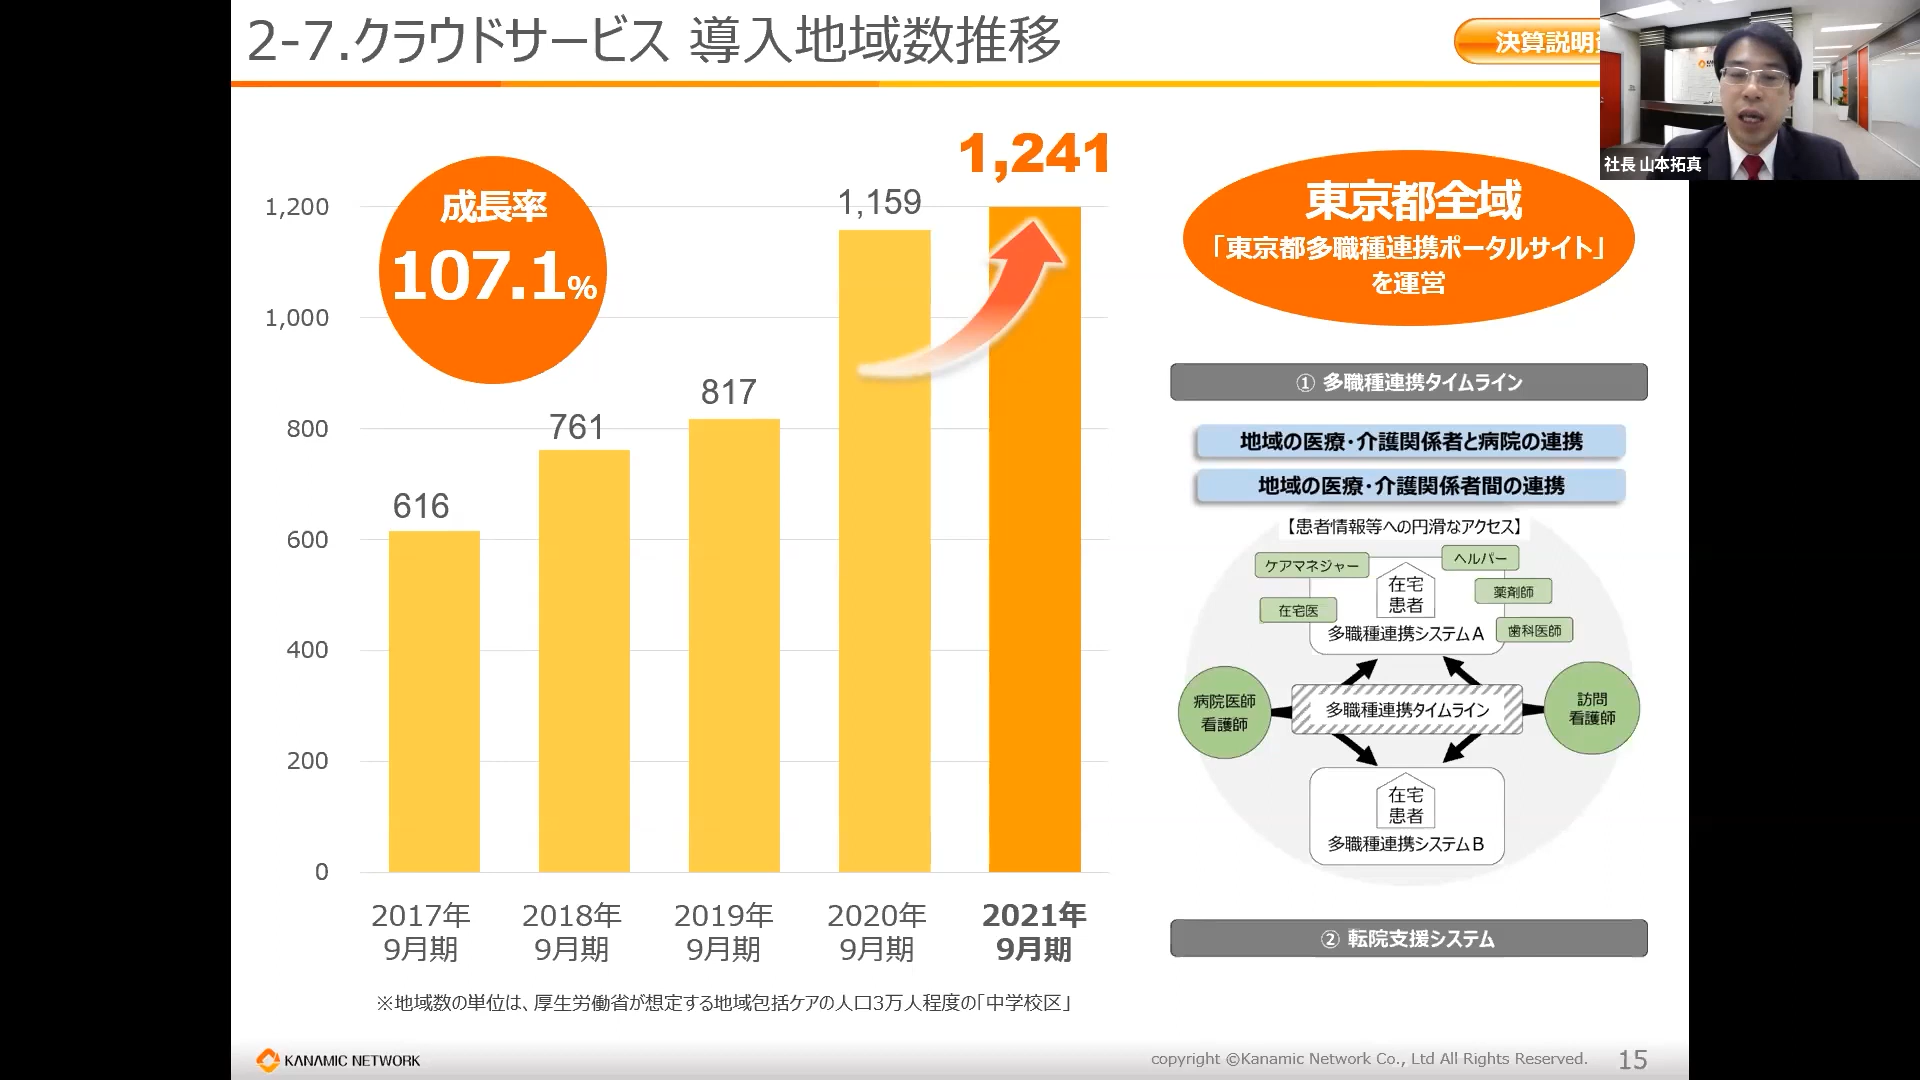 2-7.クラウドサービス 導入地域数推移
決算説明
社長 山本拓真
成長率
107.1%
1,241
1,159
817
761
616
1,200
1,000
800
600
400
200
0
2017年
9月期
2018年
9月期
2019年
9月期
2020年
9月期
2021年
9月期
※地域数の単位は、厚生労働省が想定する地域包括ケアの人口3万人程度の「中学校区」
東京都全域
「東京都多職種連携ポータルサイト」
を運営
① 多職種連携タイムライン
地域の医療・介護関係者と病院の連携
地域の医療・介護関係者間の連携
【患者情報等への円滑なアクセス】
ケアマネジャー
ヘルパー
在宅
患者
薬剤師
在宅医
歯科医師
多職種連携システムA
病院医師
看護師
多職種連携タイムライン
訪問
看護師
在宅
患者
多職種連携システムB
② 転院支援システム
KANAMIC NETWORK
copyright ©Kanamic Network Co., Ltd All Rights Reserved.
15